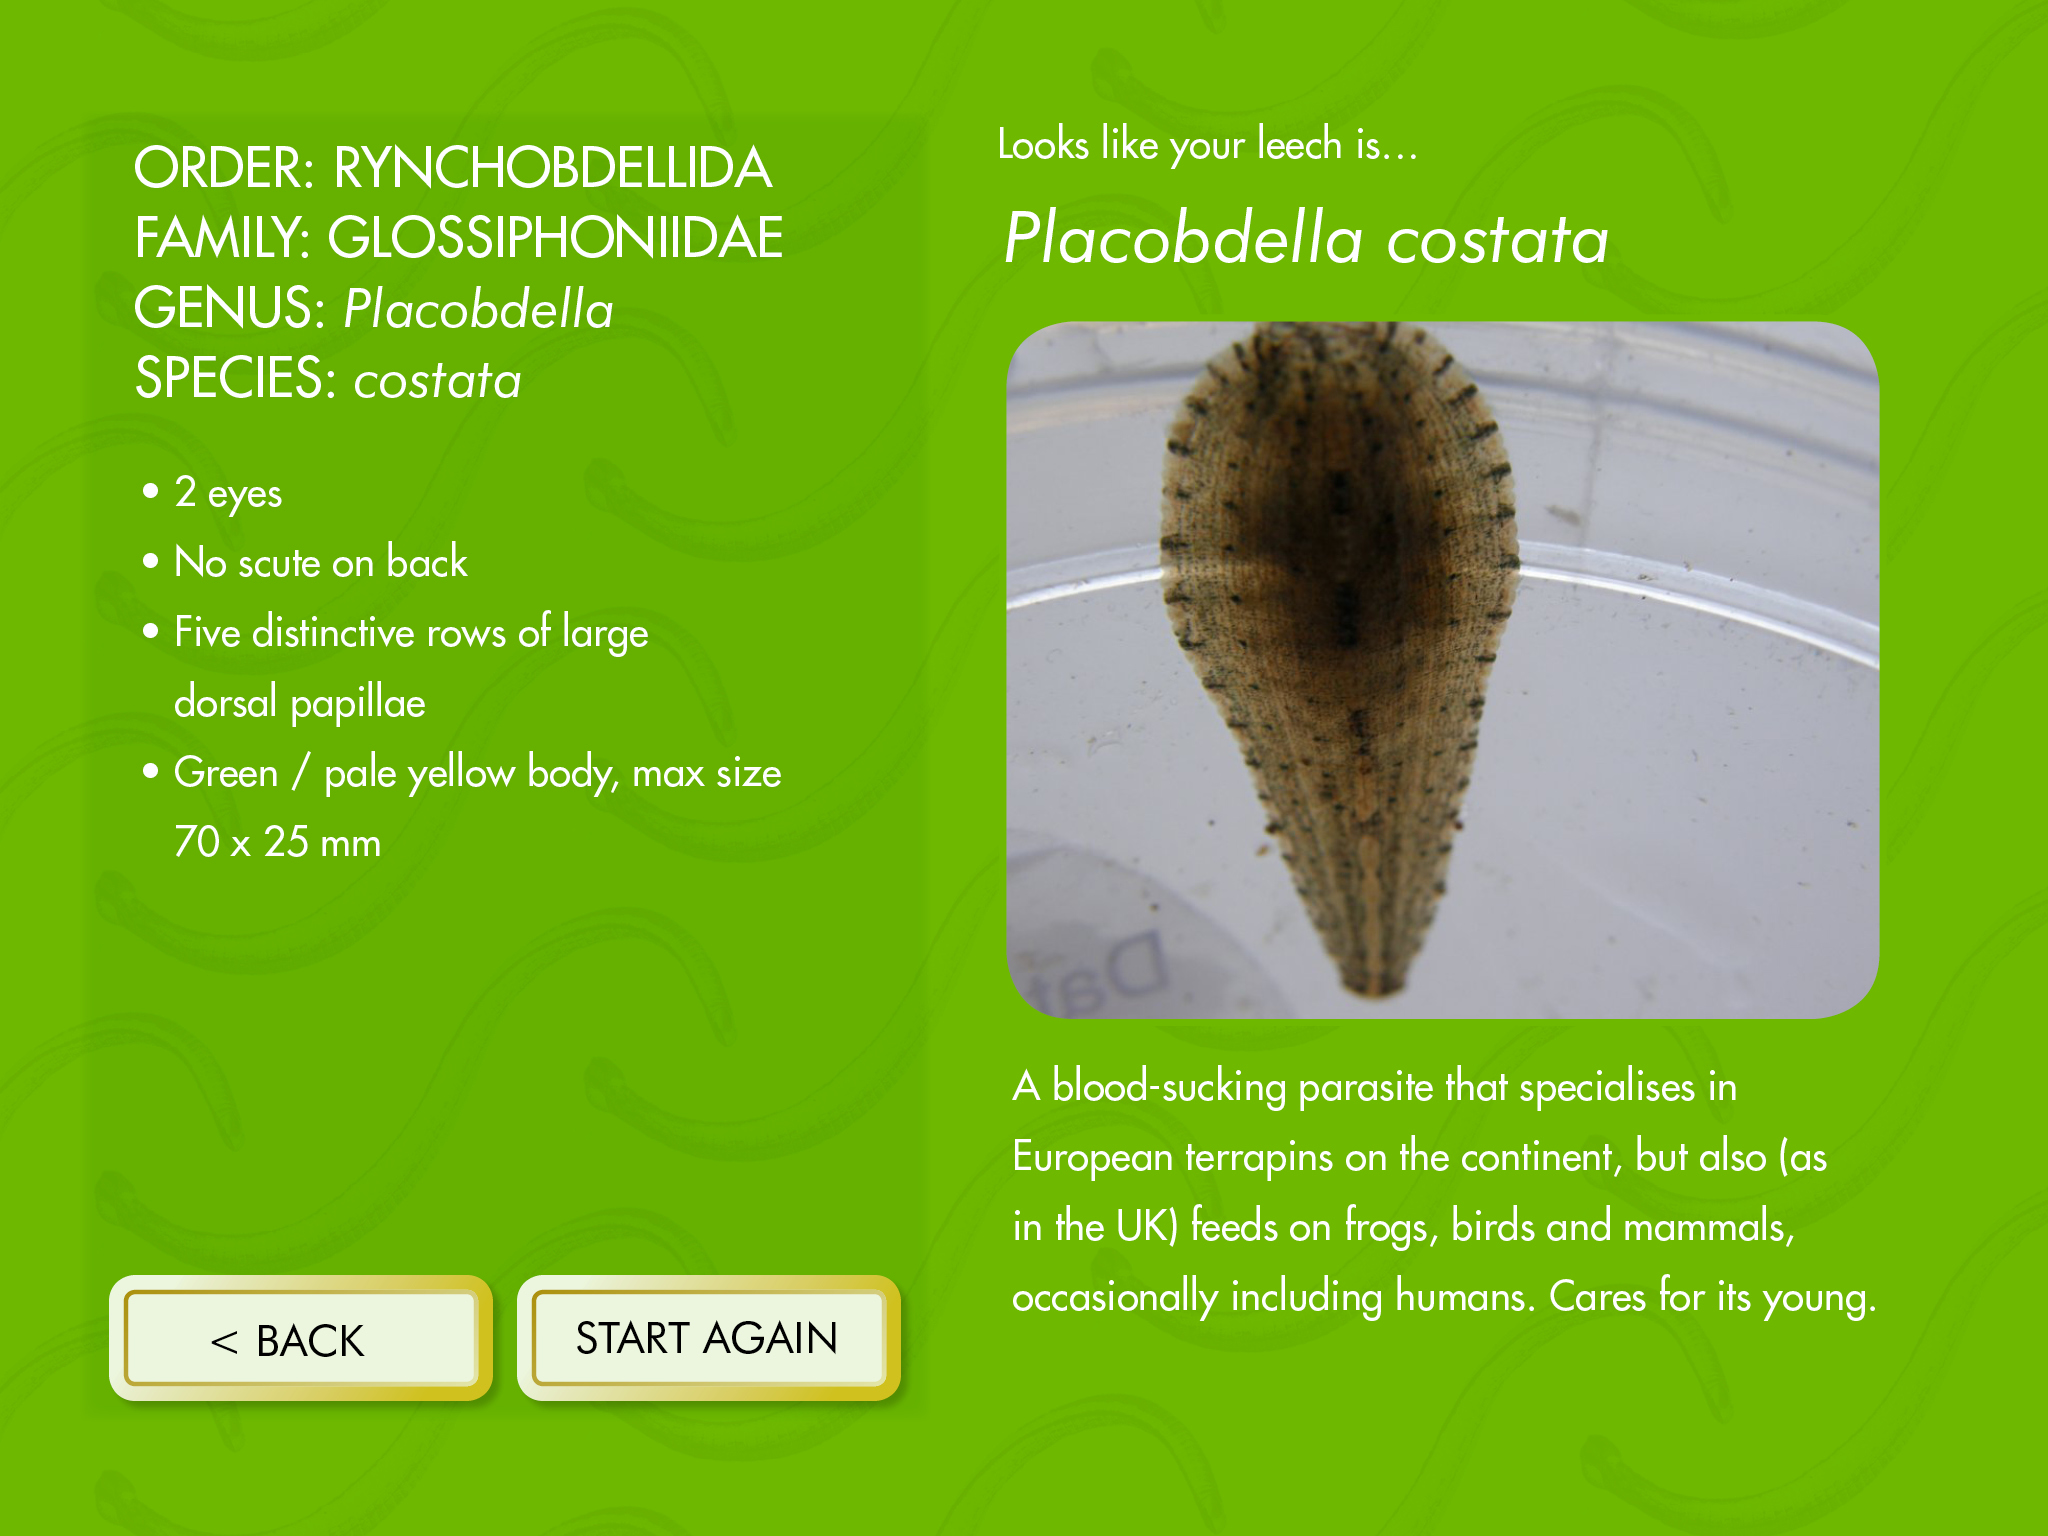 ORDER: RYNCHOBDELLIDA
FAMILY: GLOSSIPHONIIDAE
GENUS: Placobdella
SPECIES: costata
• 2 eyes
• No scute on back
• Five distinctive rows of large
dorsal papillae
• Green / pale yellow body, max size
70 x 25 mm
< BACK
START AGAIN
Looks like your leech is...
Placobdella costata
Dat
A blood-sucking parasite that specialises in
European terrapins on the continent, but also (as
in the UK) feeds on frogs, birds and mammals,
occasionally including humans. Cares for its young.